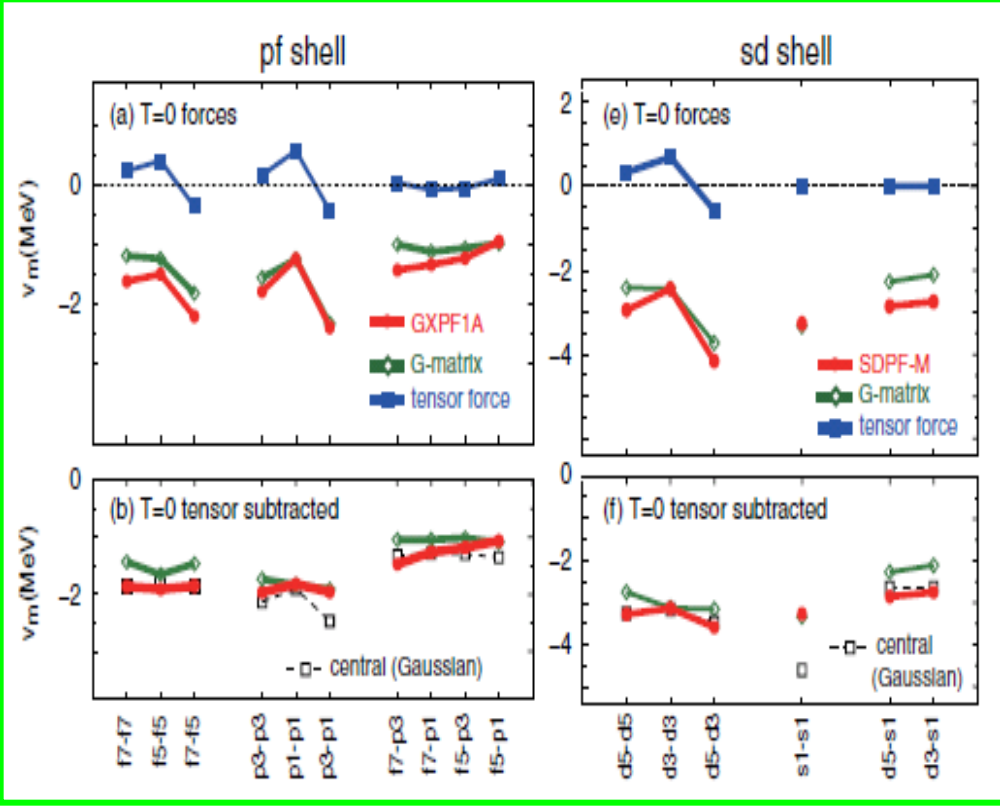 pf shell
sd shell
(a) T=0 forces
0
−2
v_m(MeV)
GXPF1A
G-matrix
tensor force
(e) T=0 forces
2
0
−2
−4
SDPF-M
G-matrix
tensor force
(b) T=0 tensor subtracted
0
−2
v_m(MeV)
central (Gaussian)
(f) T=0 tensor subtracted
0
−2
−4
central
(Gaussian)
f7-f7
f5-f5
f7-f5
p3-p3
p1-p1
p3-p1
f7-p3
f7-p1
f5-p3
f5-p1
d5-d5
d3-d3
d5-d3
s1-s1
d5-s1
d3-s1